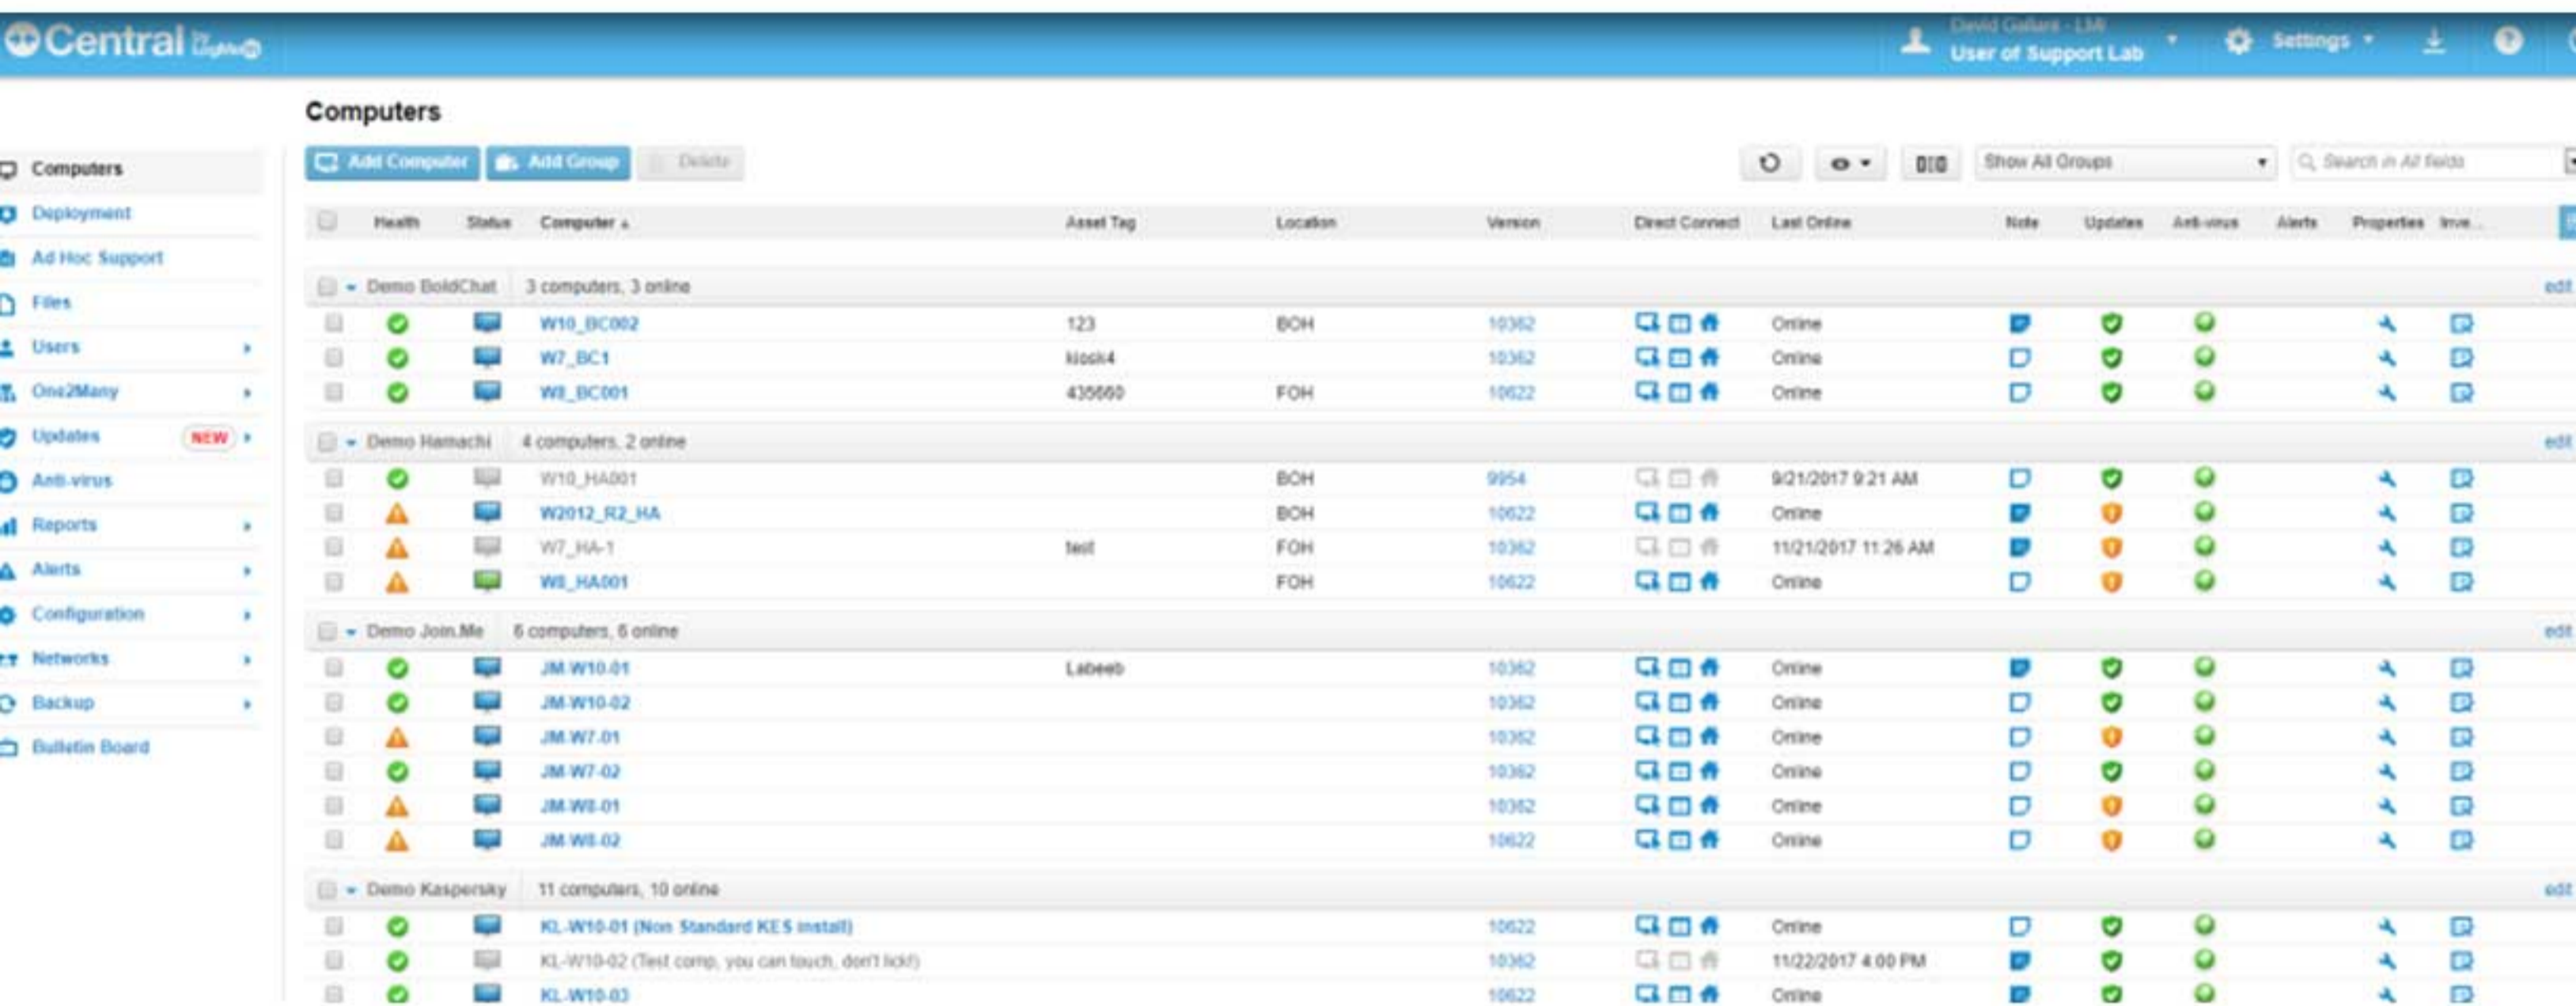 Central by LogMeIn
David Gallant - LMI
User of Support Lab
Settings
Computers
Add Computer
Add Group
Delete
Show All Groups
Search in All fields
Computers
Deployment
Ad Hoc Support
Files
Users
One2Many
Updates NEW
Anti-virus
Reports
Alerts
Configuration
Networks
Backup
Bulletin Board
Health Status Computer Asset Tag Location Version Direct Connect Last Online Note Updates Anti-virus Alerts Properties Inve...
Demo BoldChat 3 computers, 3 online edit
W10_BC002 123 BOH 10362 Online
W7_BC1 kiosk4 10362 Online
W8_BC001 FOH 10622 Online
Demo Hamachi 4 computers, 2 online edit
W10_HA001 BOH 9954 9/21/2017 9:21 AM
W2012_R2_HA BOH 10622 Online
W7_HA-1 test FOH 10362 11/21/2017 11:26 AM
W8_HA001 FOH 10622 Online
Demo Join.Me 6 computers, 6 online edit
JM-W10-01 Labeeb 10362 Online
JM-W10-02 10362 Online
JM-W7-01 10362 Online
JM-W7-02 10362 Online
JM-W8-01 10362 Online
JM-W8-02 10622 Online
Demo Kaspersky 11 computers, 10 online edit
KL-W10-01 (Non Standard KES install) 10622 Online
KL-W10-02 (Test comp, you can touch, don't lick!) 10362 11/22/2017 4:00 PM
KL-W10-03 10622 Online